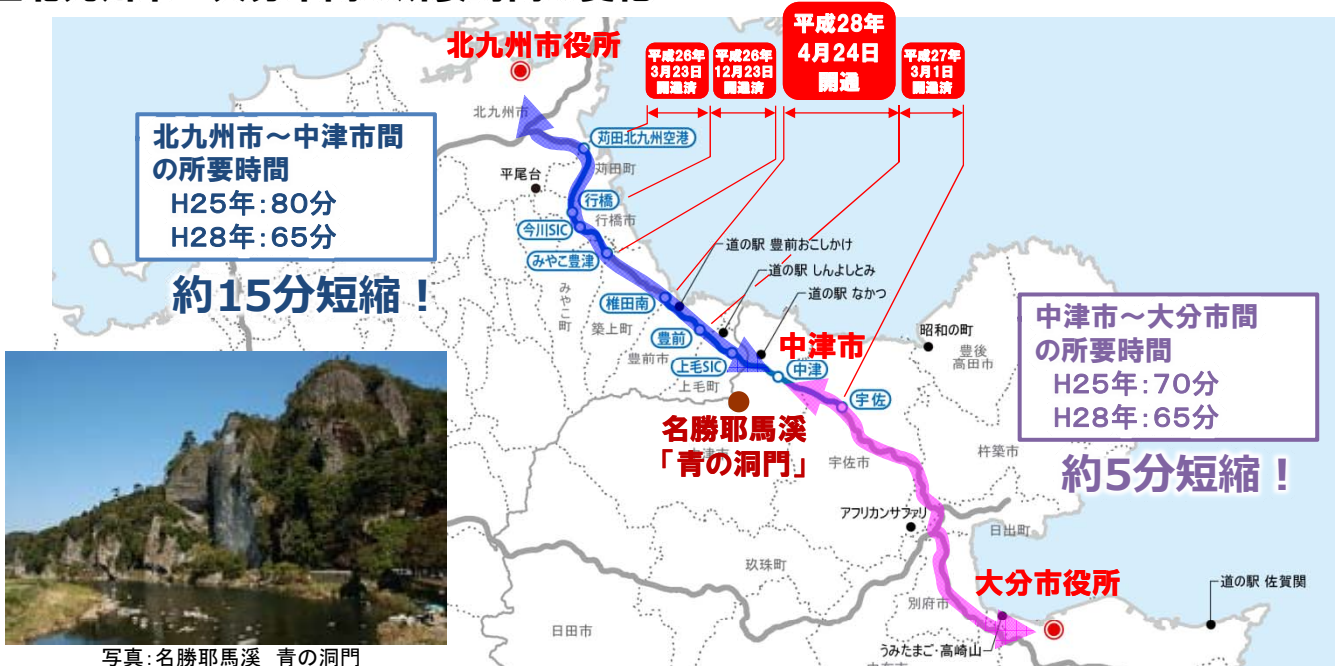 北九州市役所
平成26年
3月23日
開通済
平成26年
12月23日
開通済
平成28年
4月24日
開通
平成27年
3月1日
開通済
北九州市～中津市間
の所要時間
H25年：80分
H28年：65分
約15分短縮！
北九州市
苅田北九州空港
苅田町
平尾台
行橋
行橋市
今川SIC
みやこ豊津
みやこ町
道の駅 豊前おこしかけ
道の駅 しんよしとみ
道の駅 なかつ
椎田南
築上町
豊前
豊前市
上毛SIC
上毛町
中津市
中津
宇佐
昭和の町
豊後
高田市
中津市～大分市間
の所要時間
H25年：70分
H28年：65分
約5分短縮！
名勝耶馬溪
「青の洞門」
宇佐市
杵築市
アフリカンサファリ
日出町
玖珠町
大分市役所
別府市
道の駅 佐賀関
日田市
うみたまご・高崎山
写真：名勝耶馬溪 青の洞門